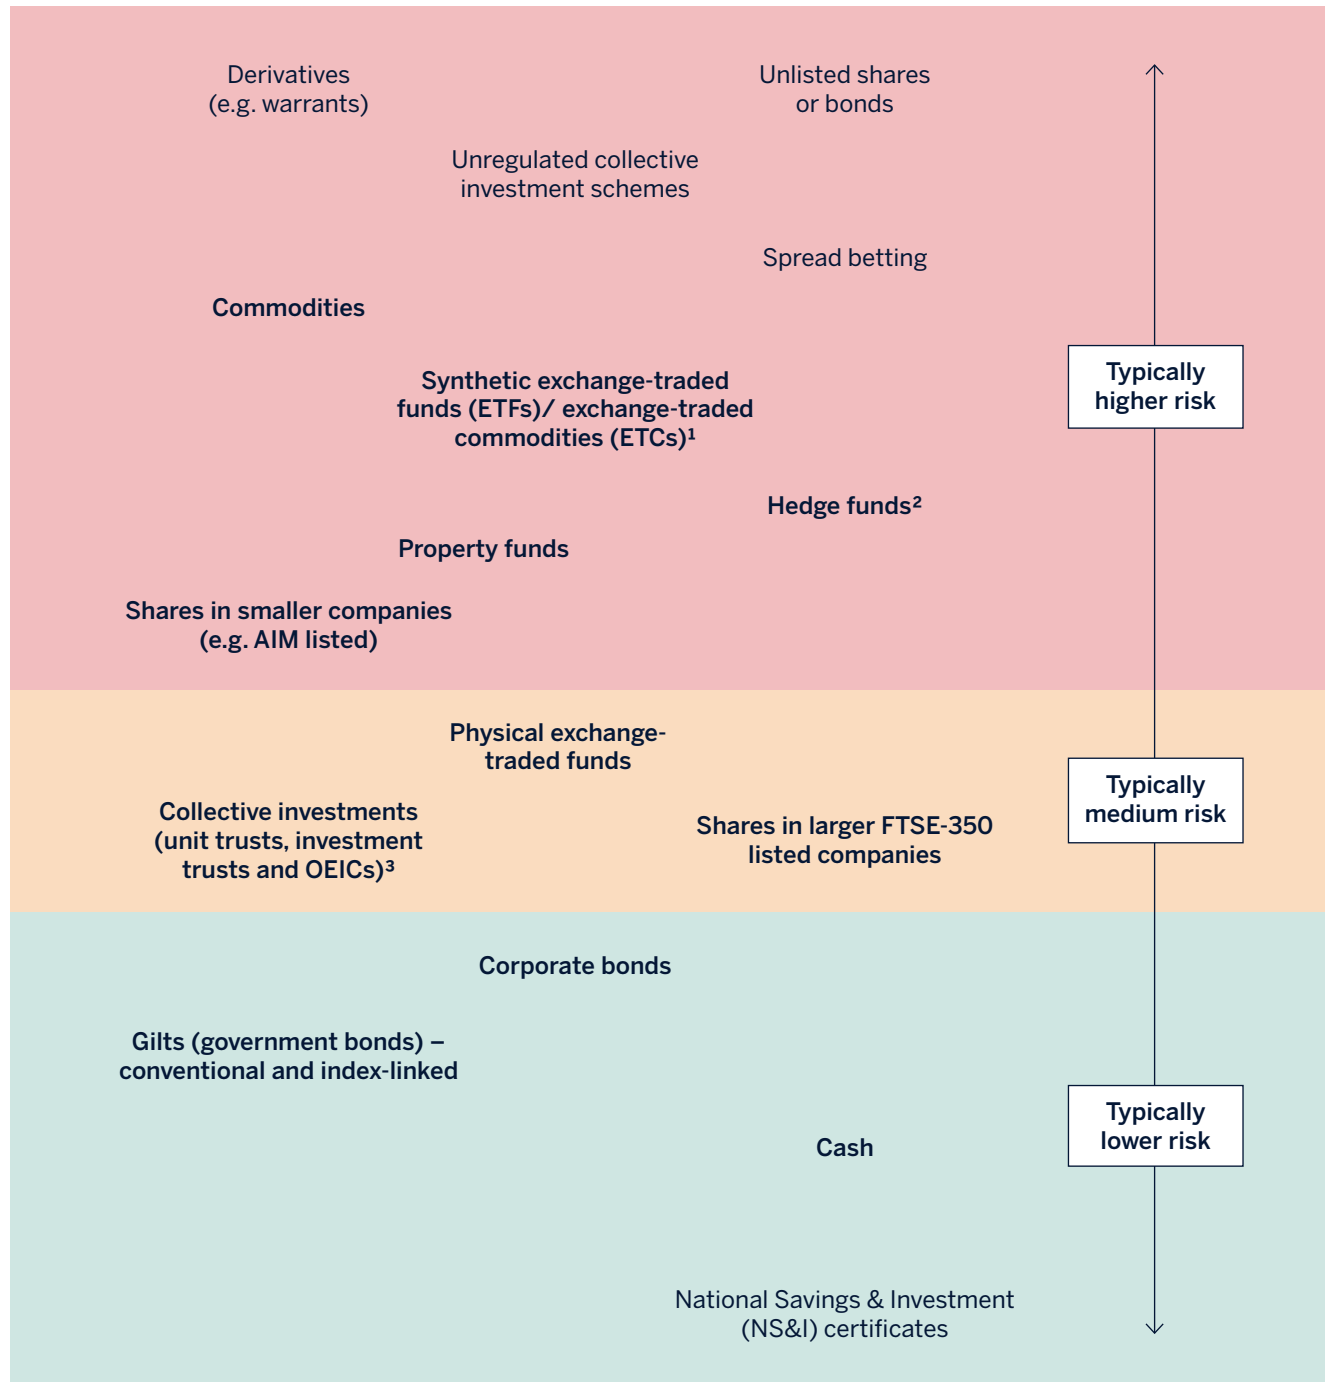 Derivatives
(e.g. warrants)
Unlisted shares
or bonds
Unregulated collective
investment schemes
Spread betting
Commodities
Typically
higher risk
Synthetic exchange-traded
funds (ETFs)/ exchange-traded
commodities (ETCs)¹
Hedge funds²
Property funds
Shares in smaller companies
(e.g. AIM listed)
Physical exchange-
traded funds
Typically
medium risk
Collective investments
(unit trusts, investment
trusts and OEICs)³
Shares in larger FTSE-350
listed companies
Corporate bonds
Gilts (government bonds) –
conventional and index-linked
Typically
lower risk
Cash
National Savings & Investment
(NS&I) certificates